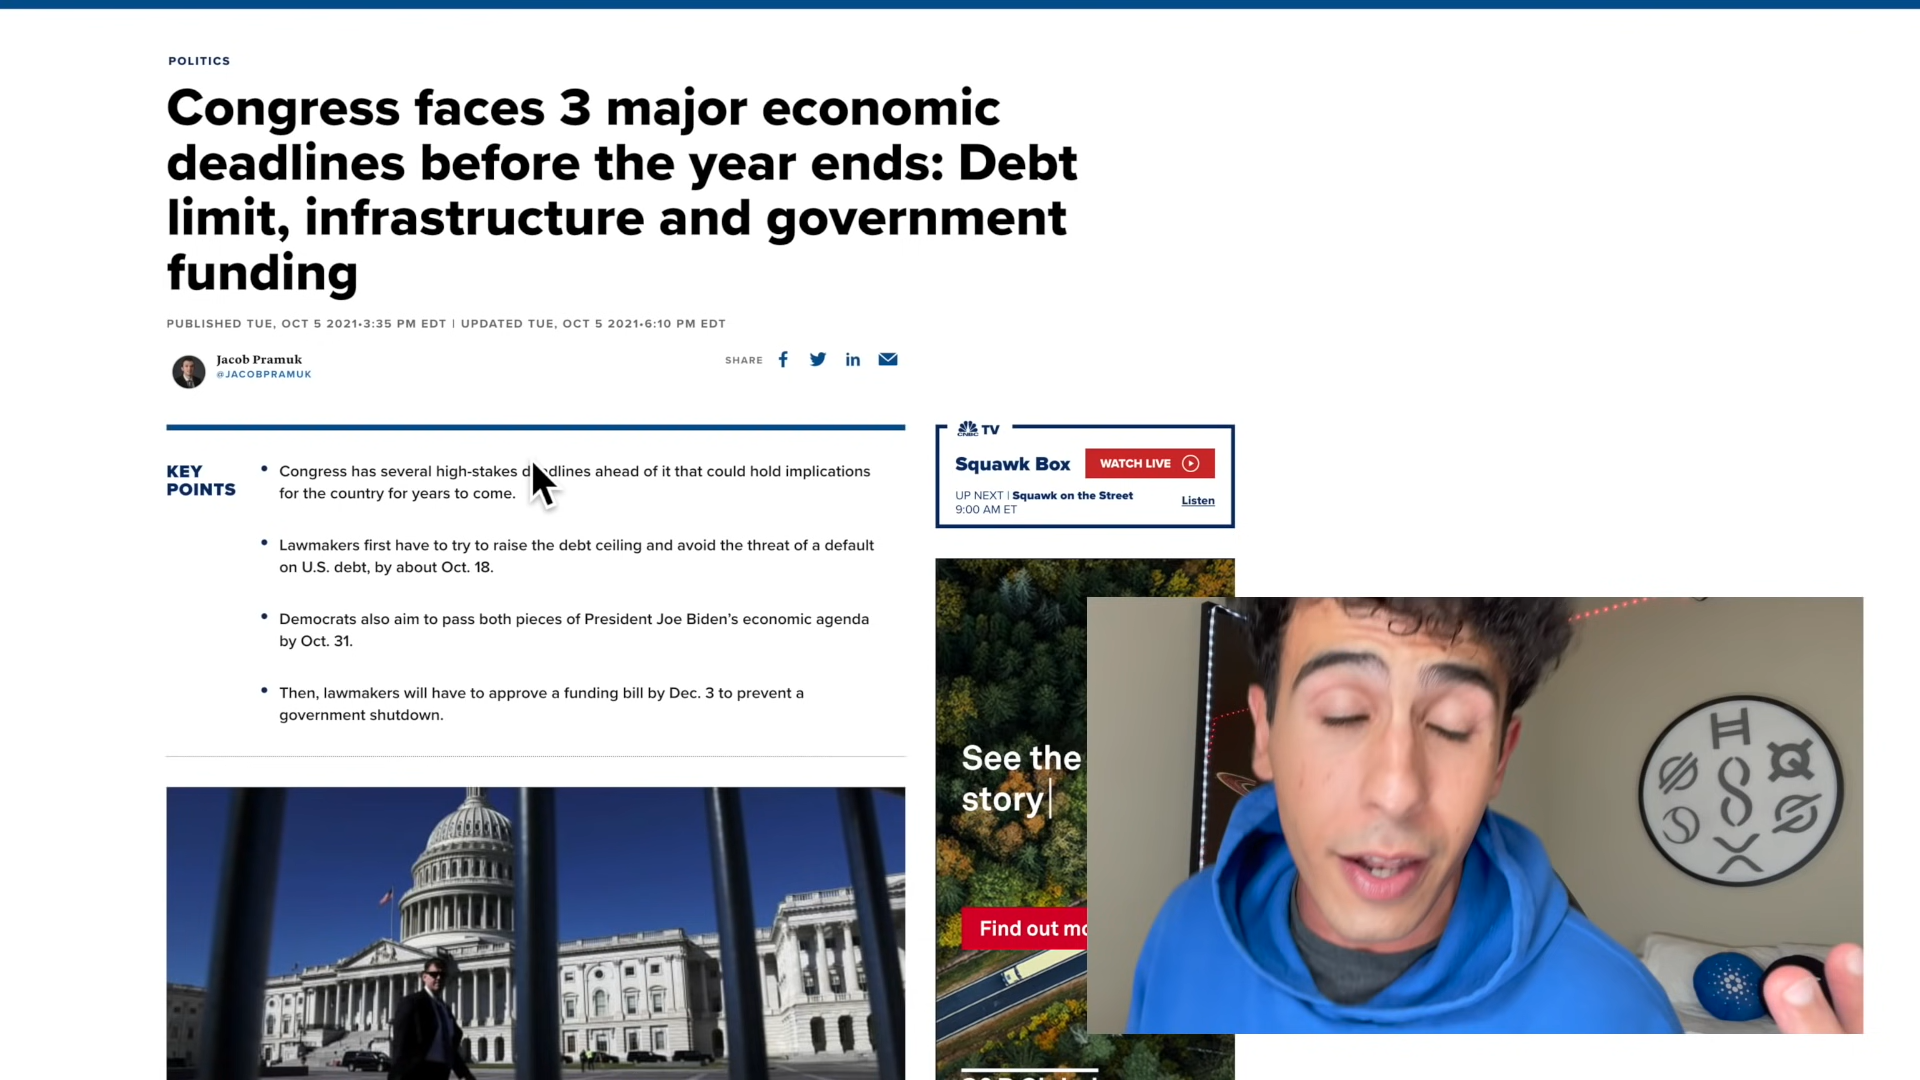 POLITICS
Congress faces 3 major economic
deadlines before the year ends: Debt
limit, infrastructure and government
funding
PUBLISHED TUE, OCT 5 2021•3:35 PM EDT | UPDATED TUE, OCT 5 2021•6:10 PM EDT
Jacob Pramuk
@JACOBPRAMUK
SHARE
KEY
POINTS
• Congress has several high-stakes deadlines ahead of it that could hold implications
for the country for years to come.
• Lawmakers first have to try to raise the debt ceiling and avoid the threat of a default
on U.S. debt, by about Oct. 18.
• Democrats also aim to pass both pieces of President Joe Biden's economic agenda
by Oct. 31.
• Then, lawmakers will have to approve a funding bill by Dec. 3 to prevent a
government shutdown.
CNBC TV
Squawk Box
WATCH LIVE
UP NEXT | Squawk on the Street
9:00 AM ET
Listen
See the
story
Find out